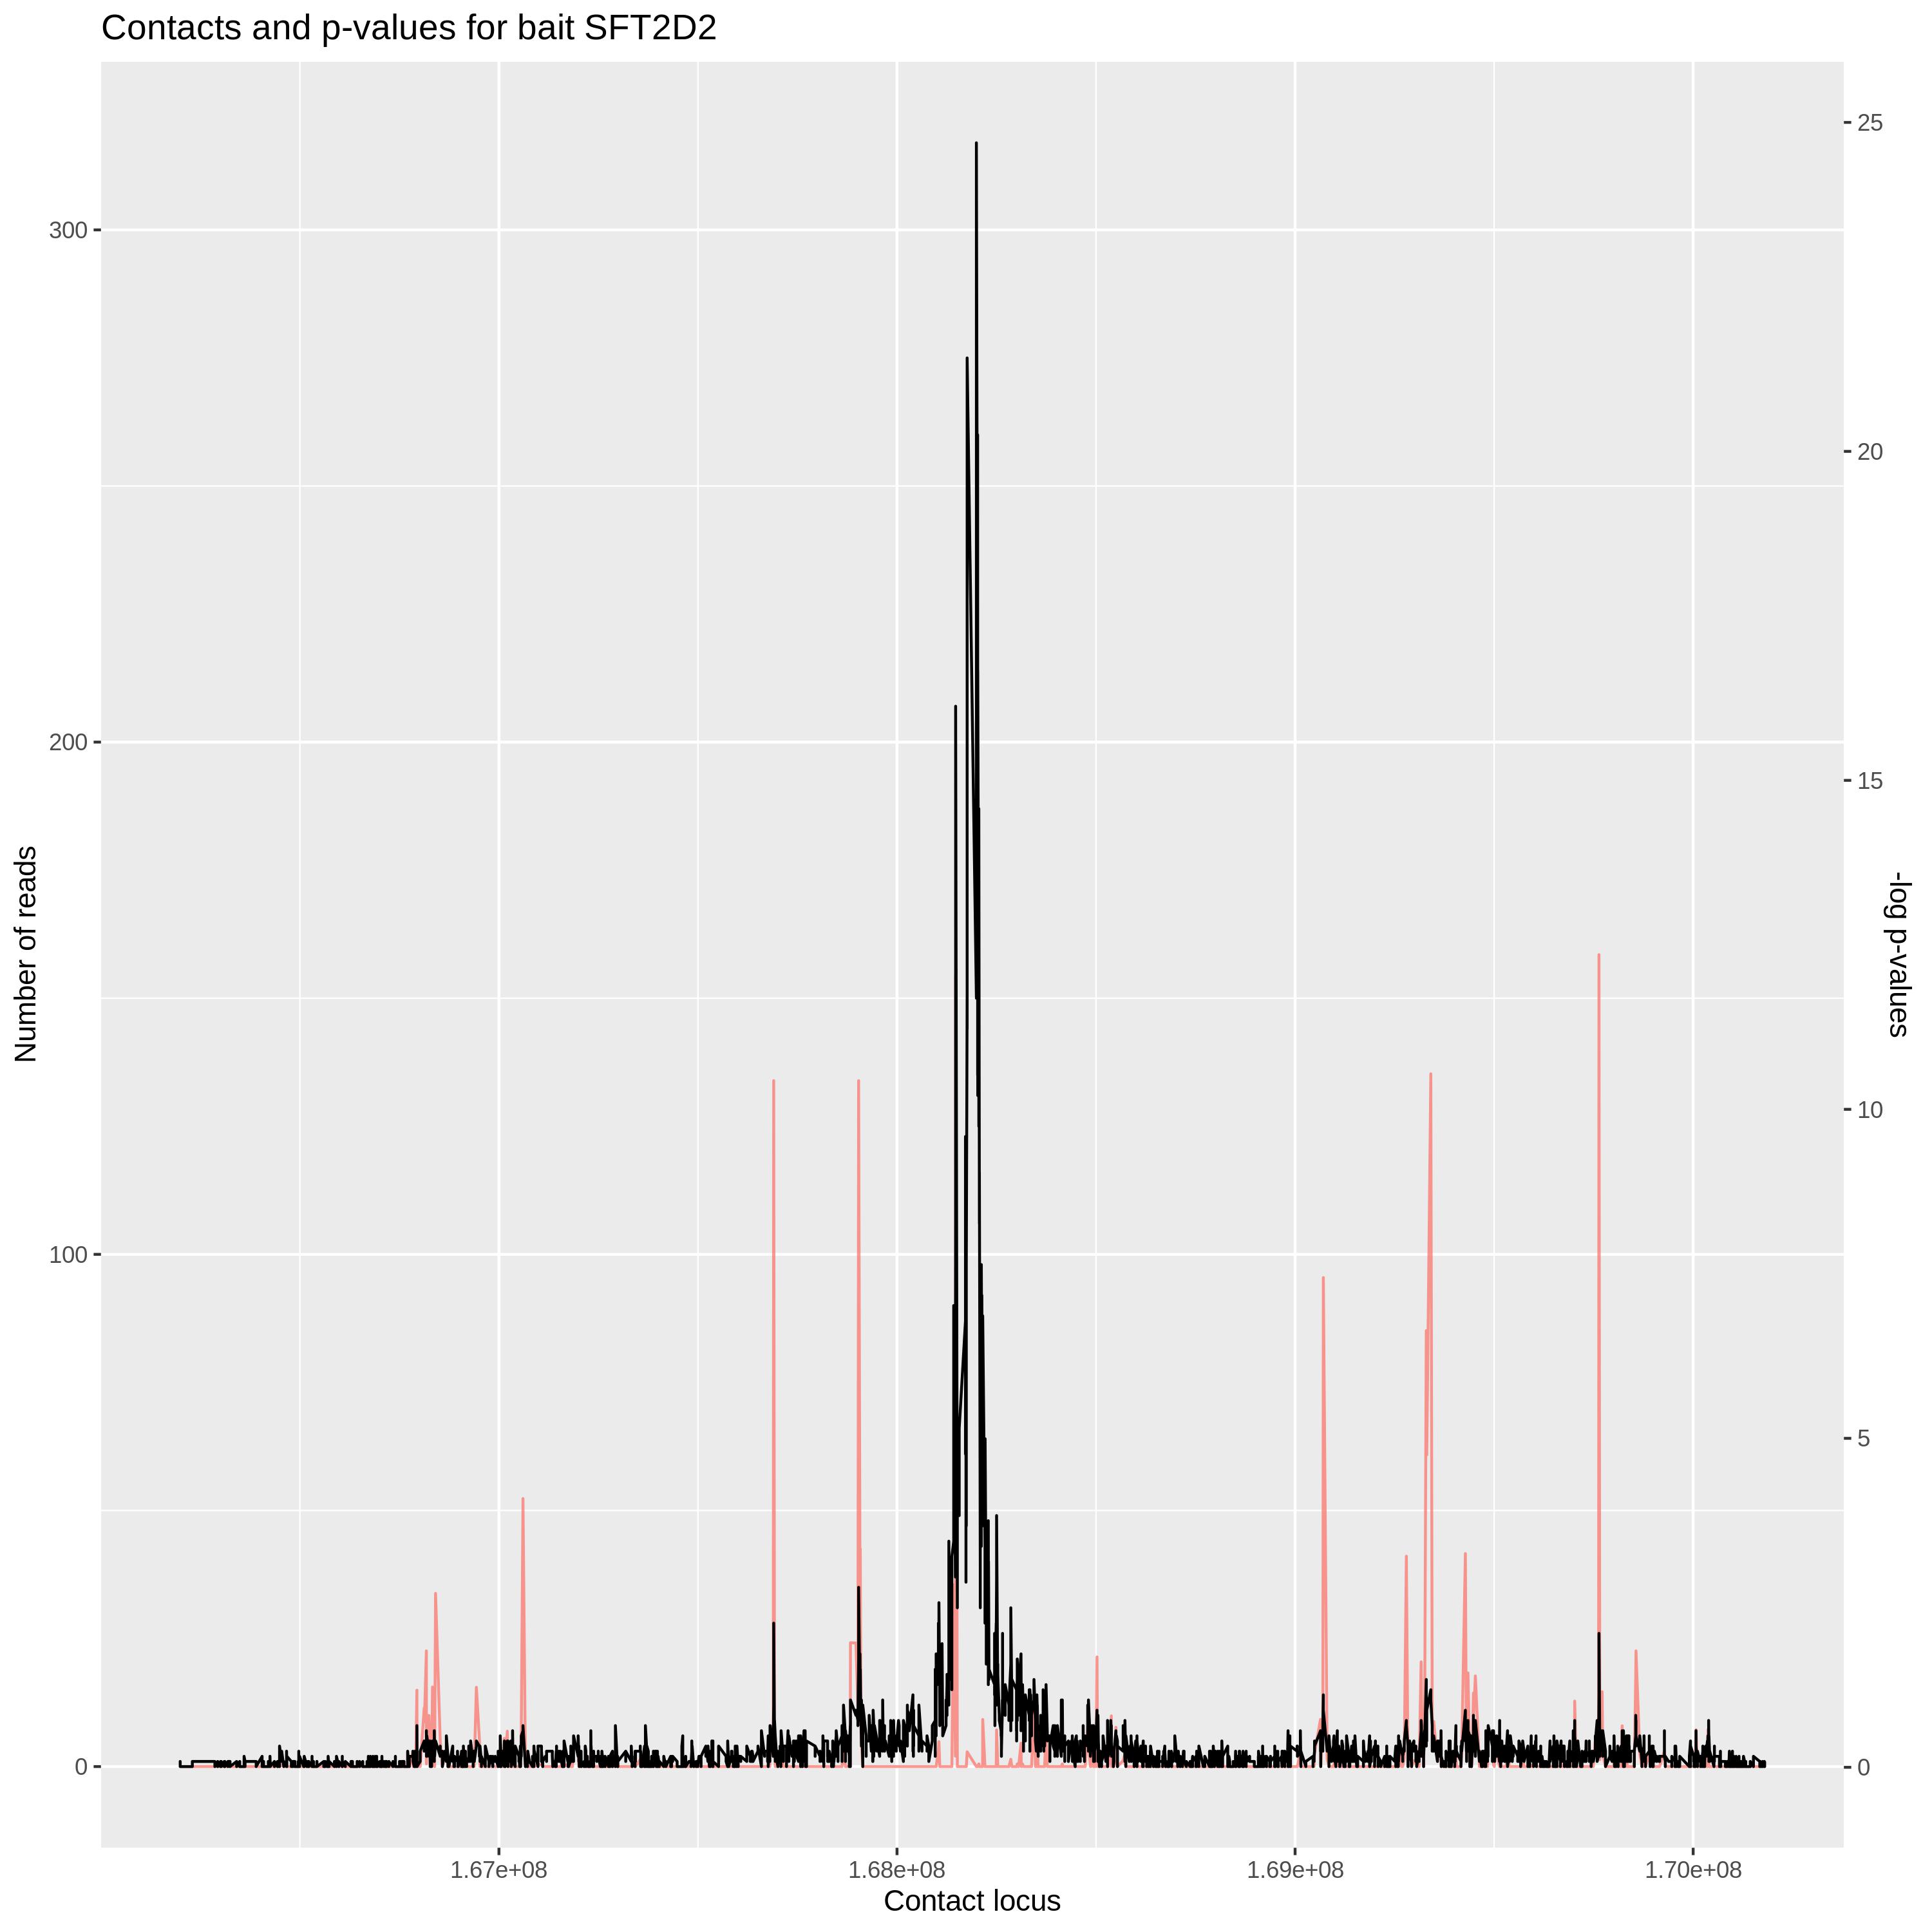 Contacts and p-values for bait SFT2D2
300
200
100
0
Number of reads
25
20
15
10
5
0
-log p-values
1.67e+08
1.68e+08
1.69e+08
1.70e+08
Contact locus